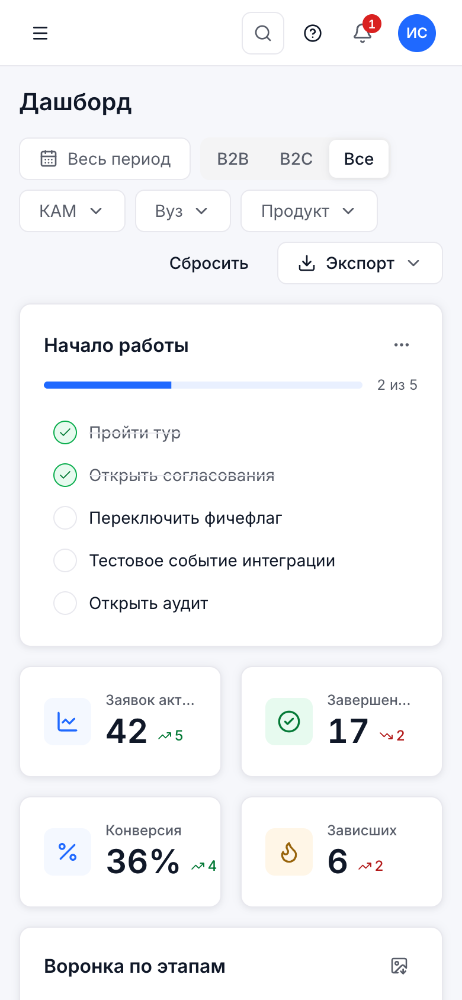 1
ИС
Дашборд
Весь период
B2B
B2C
Все
КАМ
Вуз
Продукт
Сбросить
Экспорт
Начало работы
2 из 5
Пройти тур
Открыть согласования
Переключить фичефлаг
Тестовое событие интеграции
Открыть аудит
Заявок акт...
42
5
Завершен...
17
2
Конверсия
36%
4
Зависших
6
2
Воронка по этапам